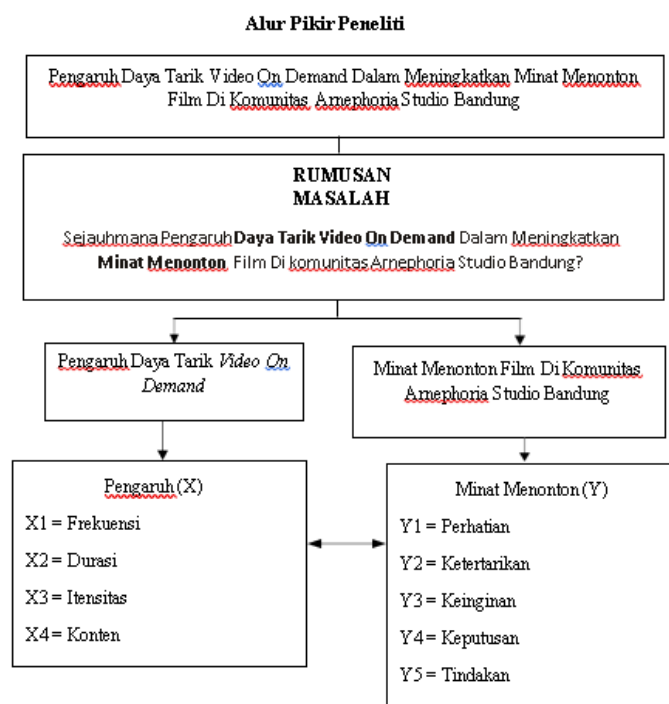 Alur Pikir Peneliti
Pengaruh Daya Tarik Video On Demand Dalam Meningkatkan Minat Menonton
Film Di Komunitas Arnephoria Studio Bandung
RUMUSAN
MASALAH
Sejauhmana Pengaruh Daya Tarik Video On Demand Dalam Meningkatkan
Minat Menonton Film Di komunitas Arnephoria Studio Bandung?
Pengaruh Daya Tarik Video On
Demand
Minat Menonton Film Di Komunitas
Arnephoria Studio Bandung
Pengaruh (X)
X1 = Frekuensi
X2 = Durasi
X3 = Itensitas
X4 = Konten
Minat Menonton (Y)
Y1 = Perhatian
Y2 = Ketertarikan
Y3 = Keinginan
Y4 = Keputusan
Y5 = Tindakan